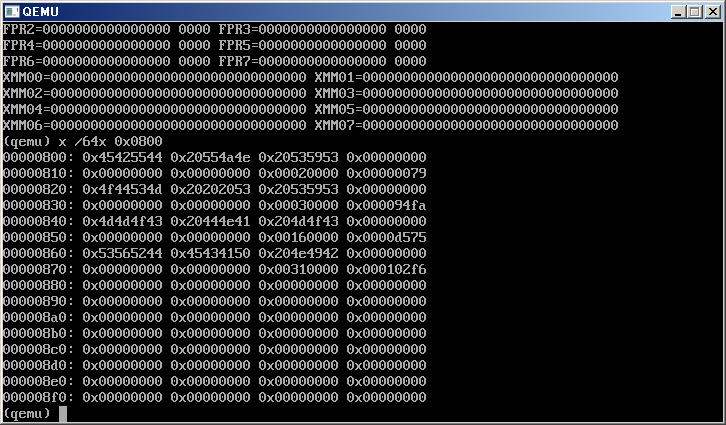 QEMU
FPR2=0000000000000000 0000 FPR3=0000000000000000 0000
FPR4=0000000000000000 0000 FPR5=0000000000000000 0000
FPR6=0000000000000000 0000 FPR7=0000000000000000 0000
XMM00=00000000000000000000000000000000 XMM01=00000000000000000000000000000000
XMM02=00000000000000000000000000000000 XMM03=00000000000000000000000000000000
XMM04=00000000000000000000000000000000 XMM05=00000000000000000000000000000000
XMM06=00000000000000000000000000000000 XMM07=00000000000000000000000000000000
(qemu) x /64x 0x0800
00000800: 0x45425544 0x20554a4e 0x20535953 0x00000000
00000810: 0x00000000 0x00000000 0x00020000 0x00000079
00000820: 0x4f44534d 0x20202053 0x20535953 0x00000000
00000830: 0x00000000 0x00000000 0x00030000 0x000094fa
00000840: 0x4d4d4f43 0x20444e41 0x204d4f43 0x00000000
00000850: 0x00000000 0x00000000 0x00160000 0x0000d575
00000860: 0x53565244 0x45434150 0x204e4942 0x00000000
00000870: 0x00000000 0x00000000 0x00310000 0x000102f6
00000880: 0x00000000 0x00000000 0x00000000 0x00000000
00000890: 0x00000000 0x00000000 0x00000000 0x00000000
000008a0: 0x00000000 0x00000000 0x00000000 0x00000000
000008b0: 0x00000000 0x00000000 0x00000000 0x00000000
000008c0: 0x00000000 0x00000000 0x00000000 0x00000000
000008d0: 0x00000000 0x00000000 0x00000000 0x00000000
000008e0: 0x00000000 0x00000000 0x00000000 0x00000000
000008f0: 0x00000000 0x00000000 0x00000000 0x00000000
(qemu)